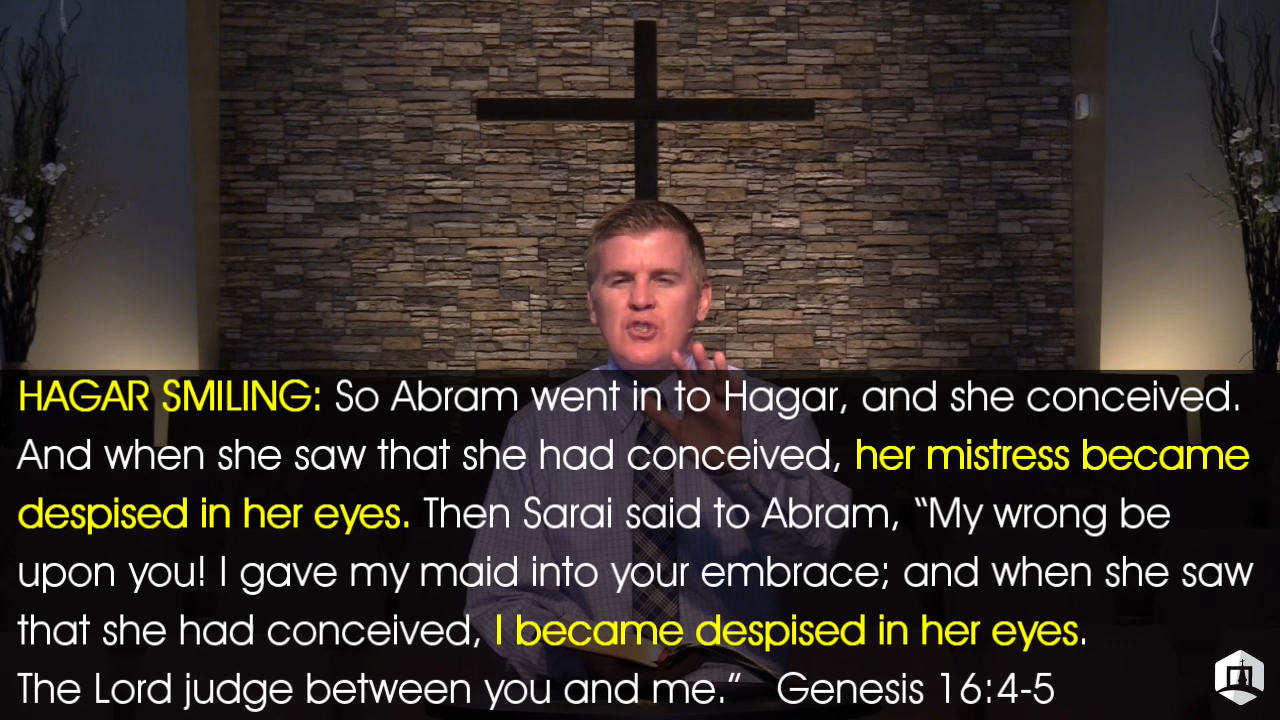 HAGAR SMILING: So Abram went in to Hagar, and she conceived.
And when she saw that she had conceived, her mistress became
despised in her eyes. Then Sarai said to Abram, “My wrong be
upon you! I gave my maid into your embrace; and when she saw
that she had conceived, I became despised in her eyes.
The Lord judge between you and me.” Genesis 16:4-5